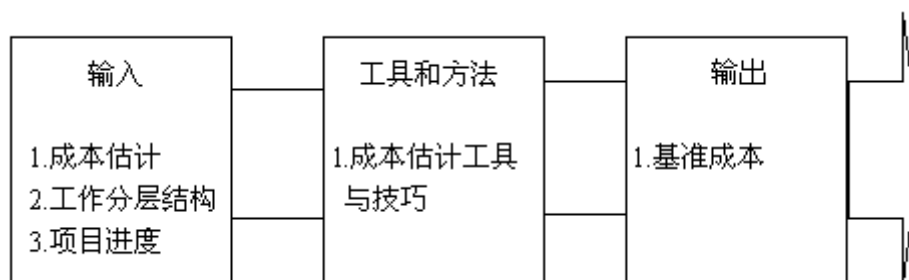 输入
1.成本估计
2.工作分层结构
3.项目进度
工具和方法
1.成本估计工具
与技巧
输出
1.基准成本